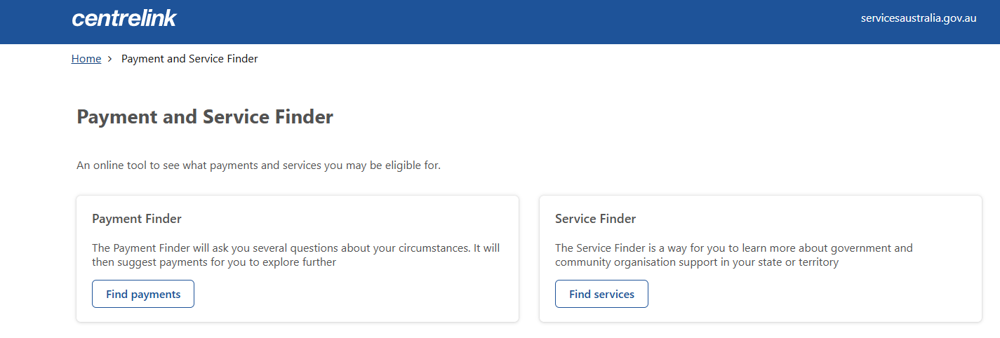 centrelink
servicesaustralia.gov.au
Home > Payment and Service Finder
Payment and Service Finder
An online tool to see what payments and services you may be eligible for.
Payment Finder
The Payment Finder will ask you several questions about your circumstances. It will
then suggest payments for you to explore further
Find payments
Service Finder
The Service Finder is a way for you to learn more about government and
community organisation support in your state or territory
Find services